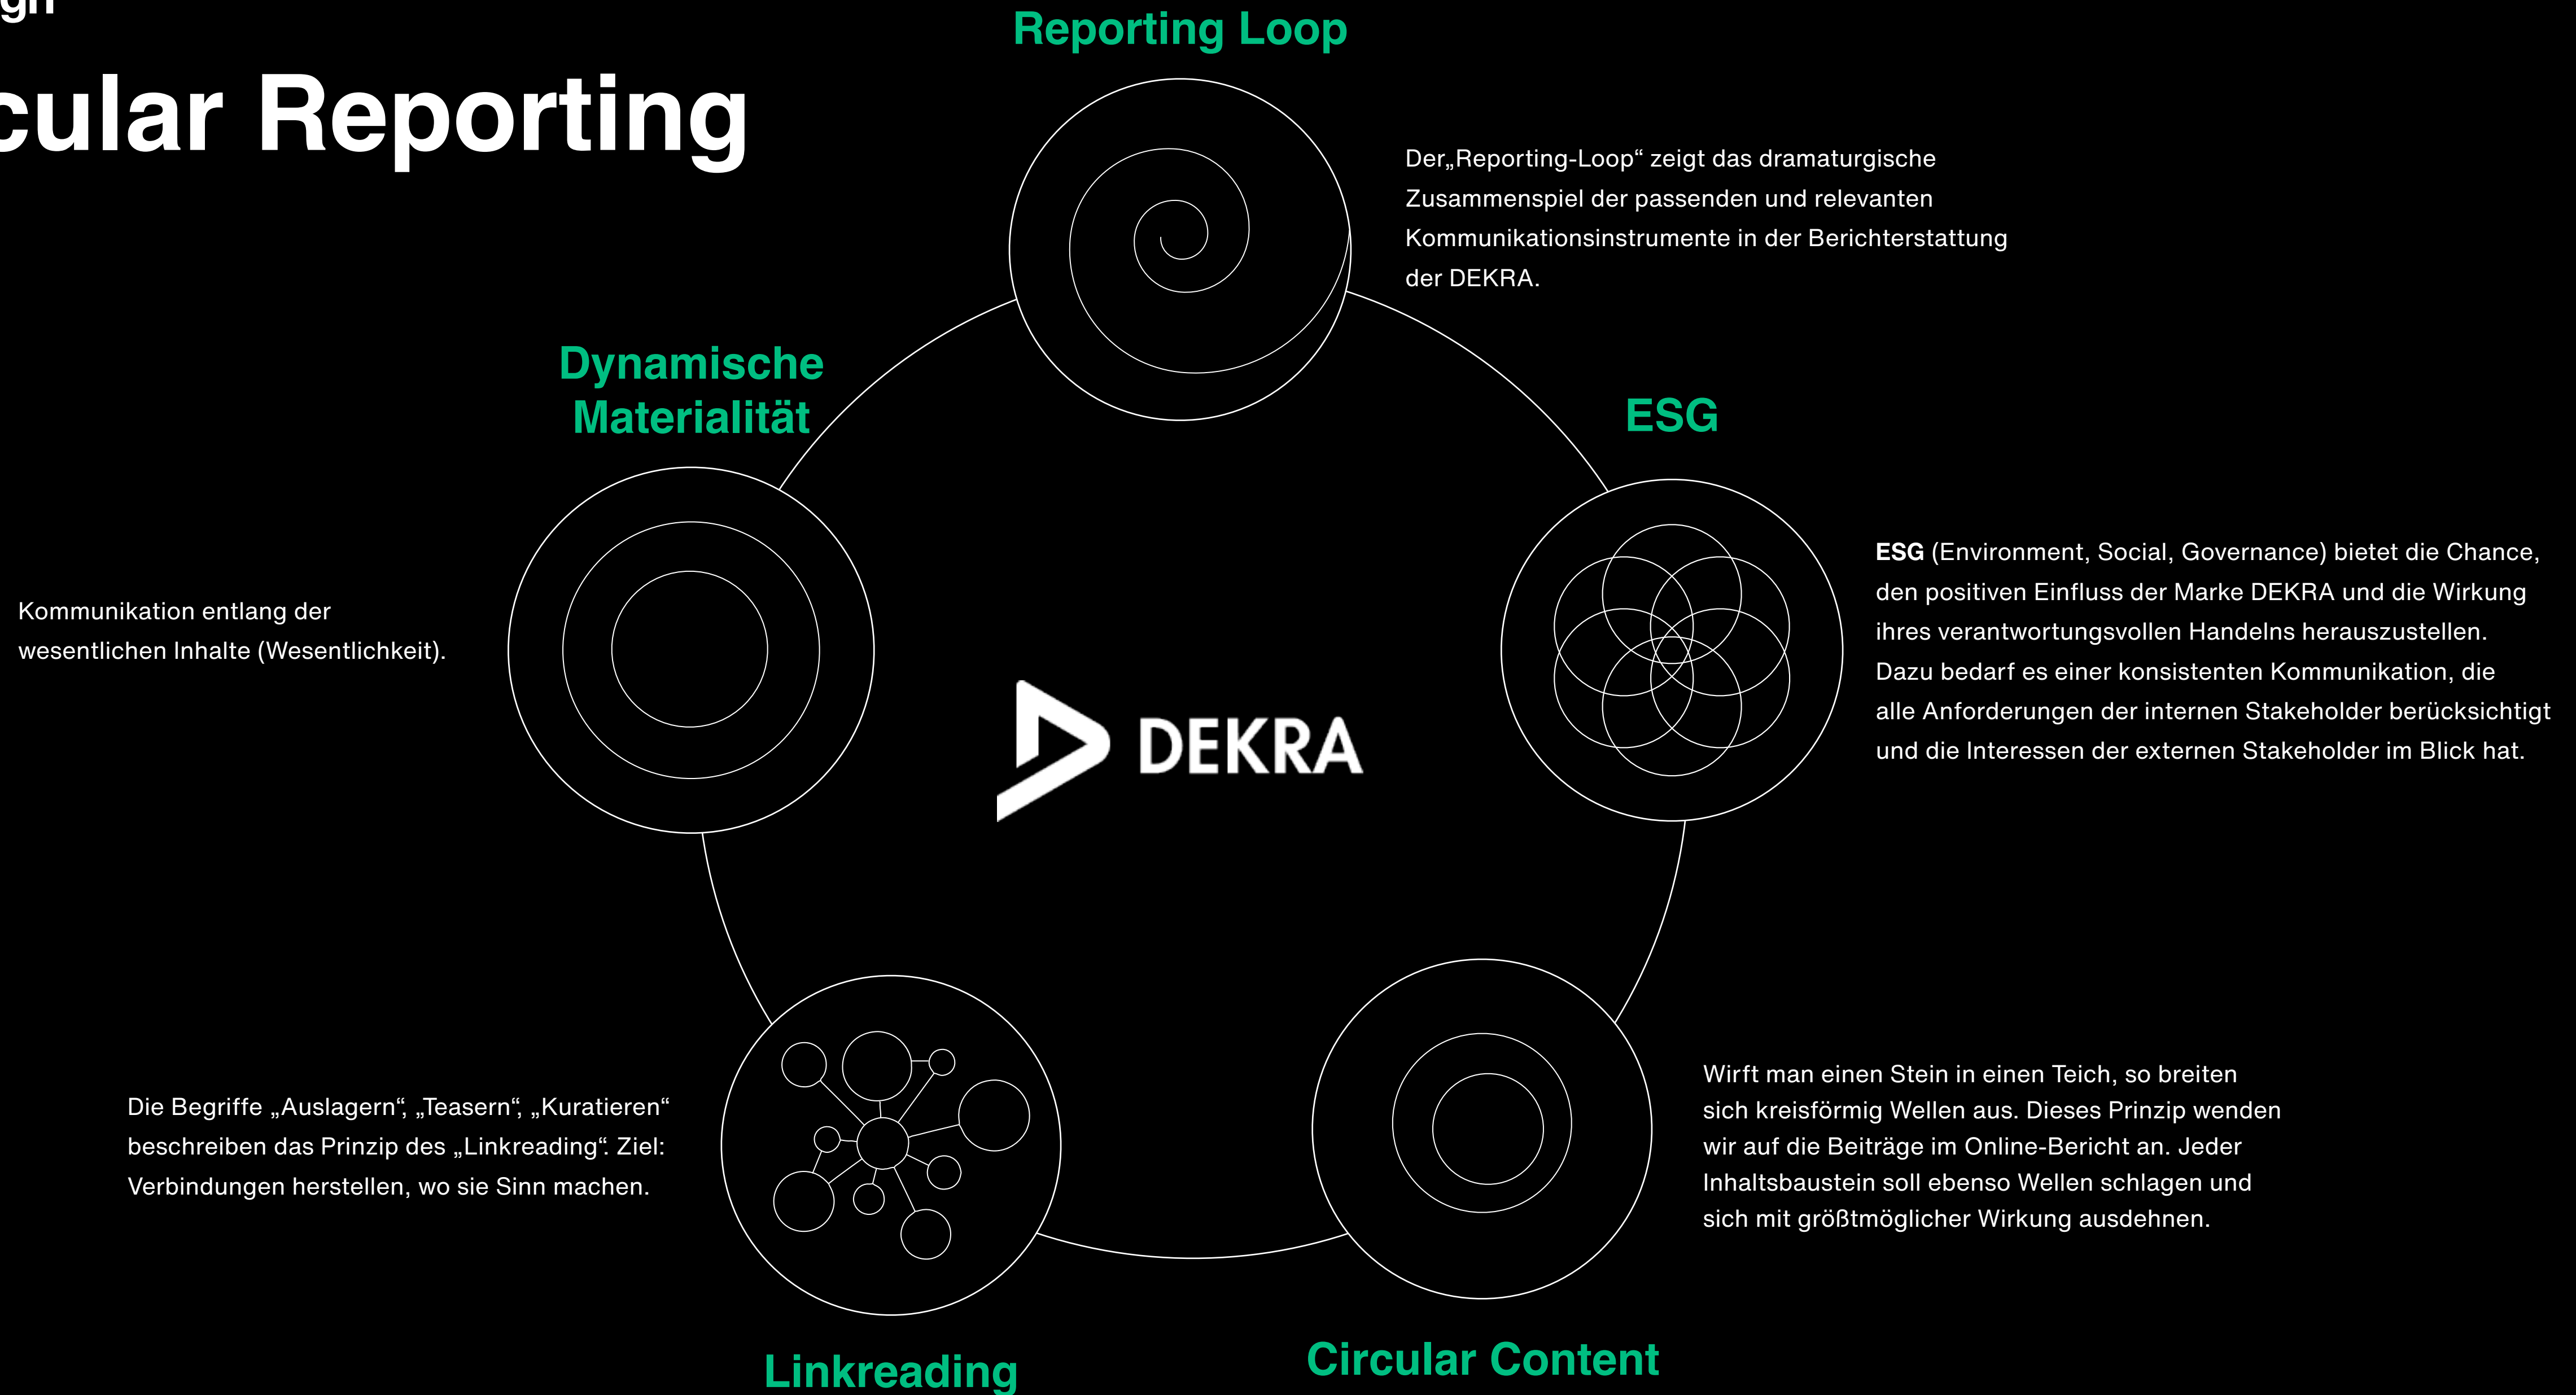 gn
cular Reporting
Reporting Loop
Der„Reporting-Loop“ zeigt das dramaturgische
Zusammenspiel der passenden und relevanten
Kommunikationsinstrumente in der Berichterstattung
der DEKRA.
Dynamische
Materialität
Kommunikation entlang der
wesentlichen Inhalte (Wesentlichkeit).
ESG
ESG (Environment, Social, Governance) bietet die Chance,
den positiven Einfluss der Marke DEKRA und die Wirkung
ihres verantwortungsvollen Handelns herauszustellen.
Dazu bedarf es einer konsistenten Kommunikation, die
alle Anforderungen der internen Stakeholder berücksichtigt
und die Interessen der externen Stakeholder im Blick hat.
DEKRA
Die Begriffe „Auslagern“, „Teasern“, „Kuratieren“
beschreiben das Prinzip des „Linkreading“. Ziel:
Verbindungen herstellen, wo sie Sinn machen.
Linkreading
Wirft man einen Stein in einen Teich, so breiten
sich kreisförmig Wellen aus. Dieses Prinzip wenden
wir auf die Beiträge im Online-Bericht an. Jeder
Inhaltsbaustein soll ebenso Wellen schlagen und
sich mit größtmöglicher Wirkung ausdehnen.
Circular Content